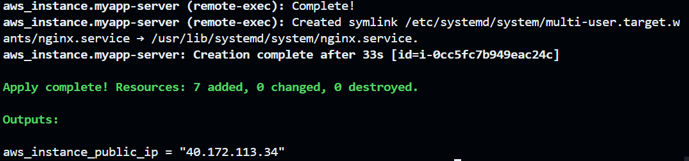 aws_instance.myapp-server (remote-exec): Complete!
aws_instance.myapp-server (remote-exec): Created symlink /etc/systemd/system/multi-user.target.w
ants/nginx.service → /usr/lib/systemd/system/nginx.service.
aws_instance.myapp-server: Creation complete after 33s [id=i-0cc5fc7b949eac24c]
Apply complete! Resources: 7 added, 0 changed, 0 destroyed.
Outputs:
aws_instance_public_ip = "40.172.113.34"